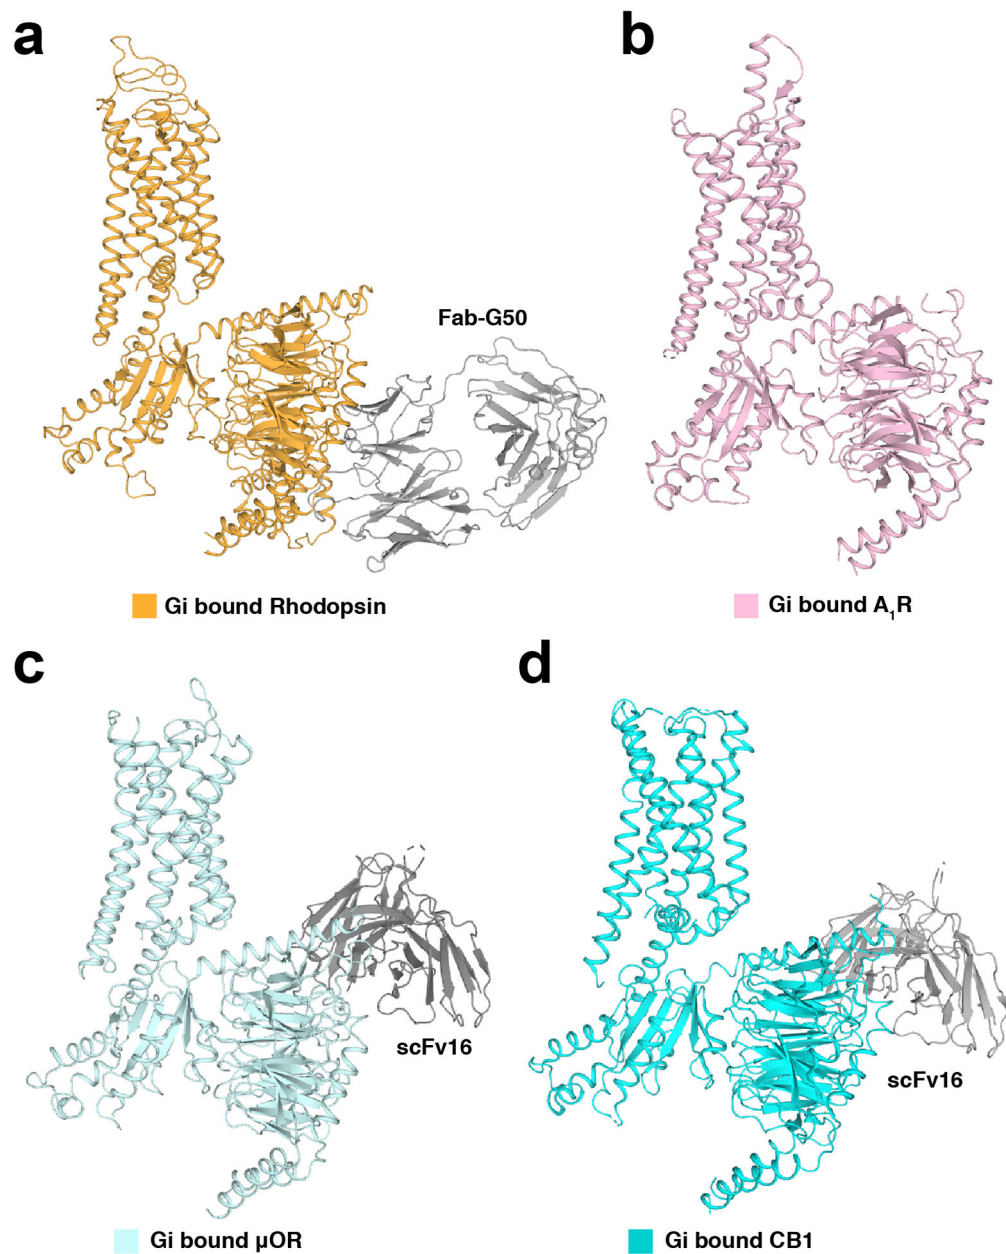 a
b
Fab-G50
Gi bound Rhodopsin
Gi bound A₁R
c
d
scFv16
scFv16
Gi bound μOR
Gi bound CB1